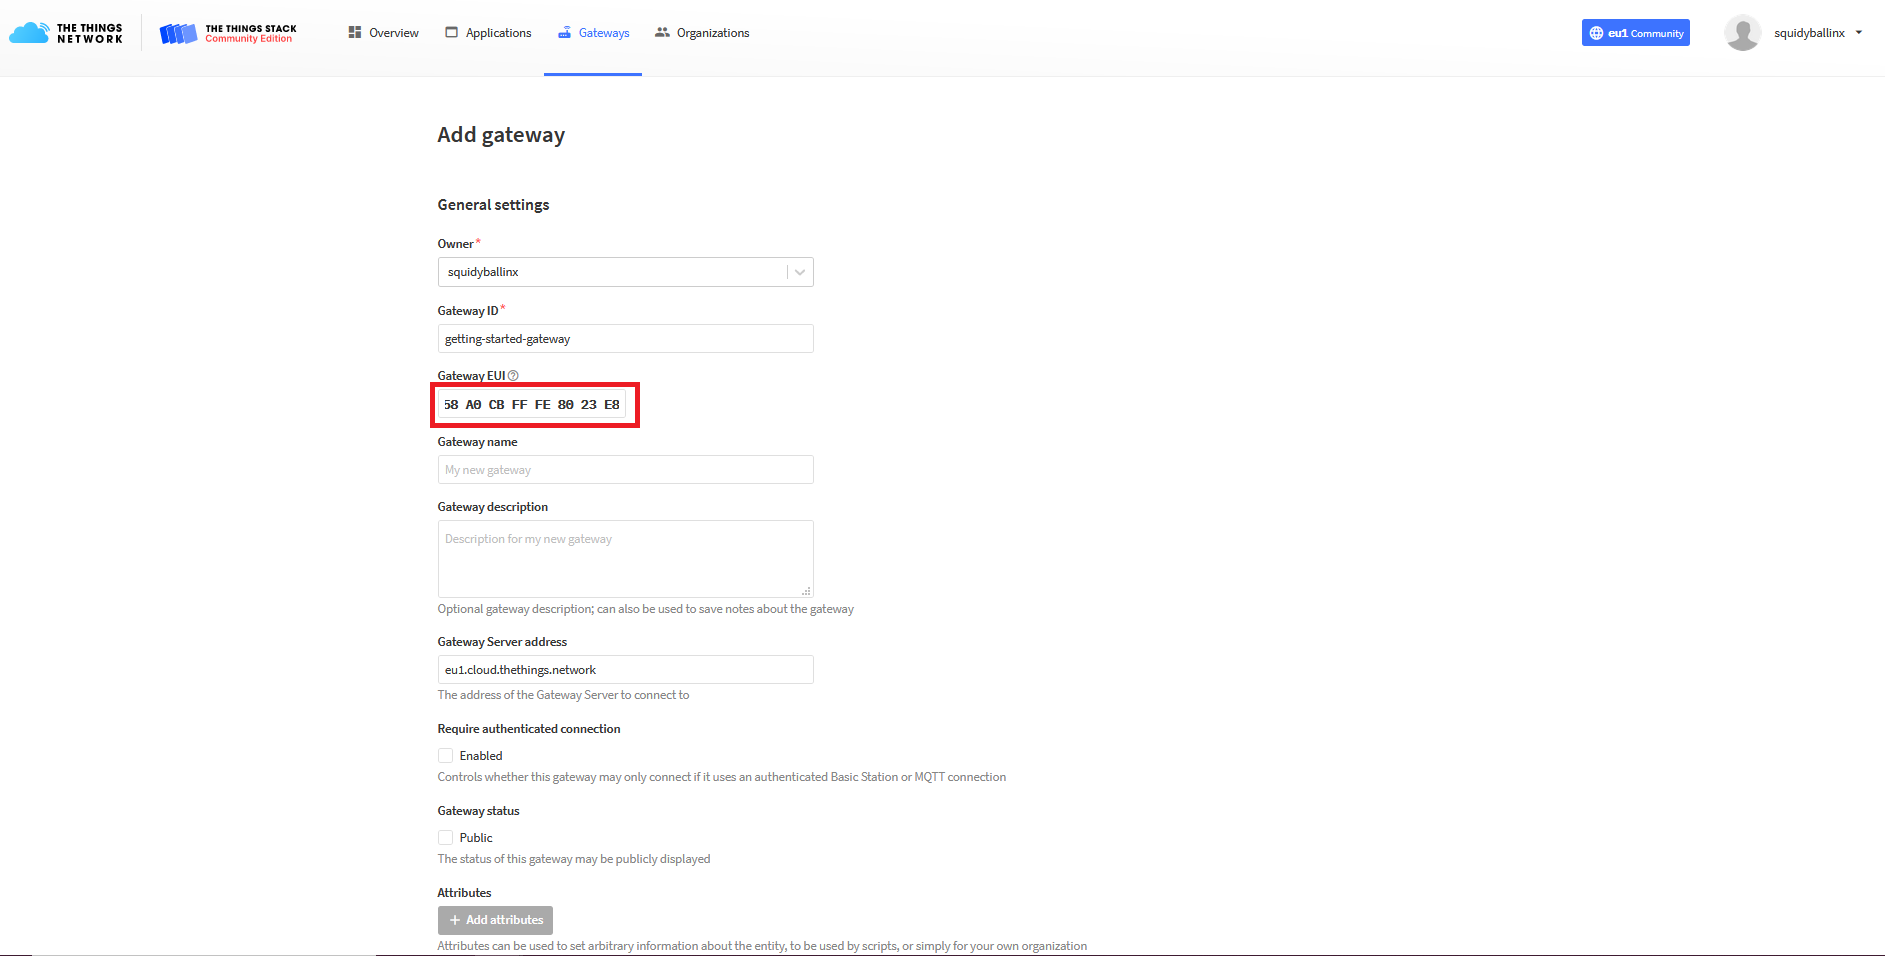 THE THINGS NETWORK
THE THINGS STACK
Community Edition
Overview
Applications
Gateways
Organizations
eu1 Community
squidyballinx
Add gateway
General settings
Owner*
squidyballinx
Gateway ID*
getting-started-gateway
Gateway EUI
58 A0 CB FF FE 80 23 E8
Gateway name
My new gateway
Gateway description
Description for my new gateway
Optional gateway description; can also be used to save notes about the gateway
Gateway Server address
eu1.cloud.thethings.network
The address of the Gateway Server to connect to
Require authenticated connection
Enabled
Controls whether this gateway may only connect if it uses an authenticated Basic Station or MQTT connection
Gateway status
Public
The status of this gateway may be publicly displayed
Attributes
+ Add attributes
Attributes can be used to set arbitrary information about the entity, to be used by scripts, or simply for your own organization